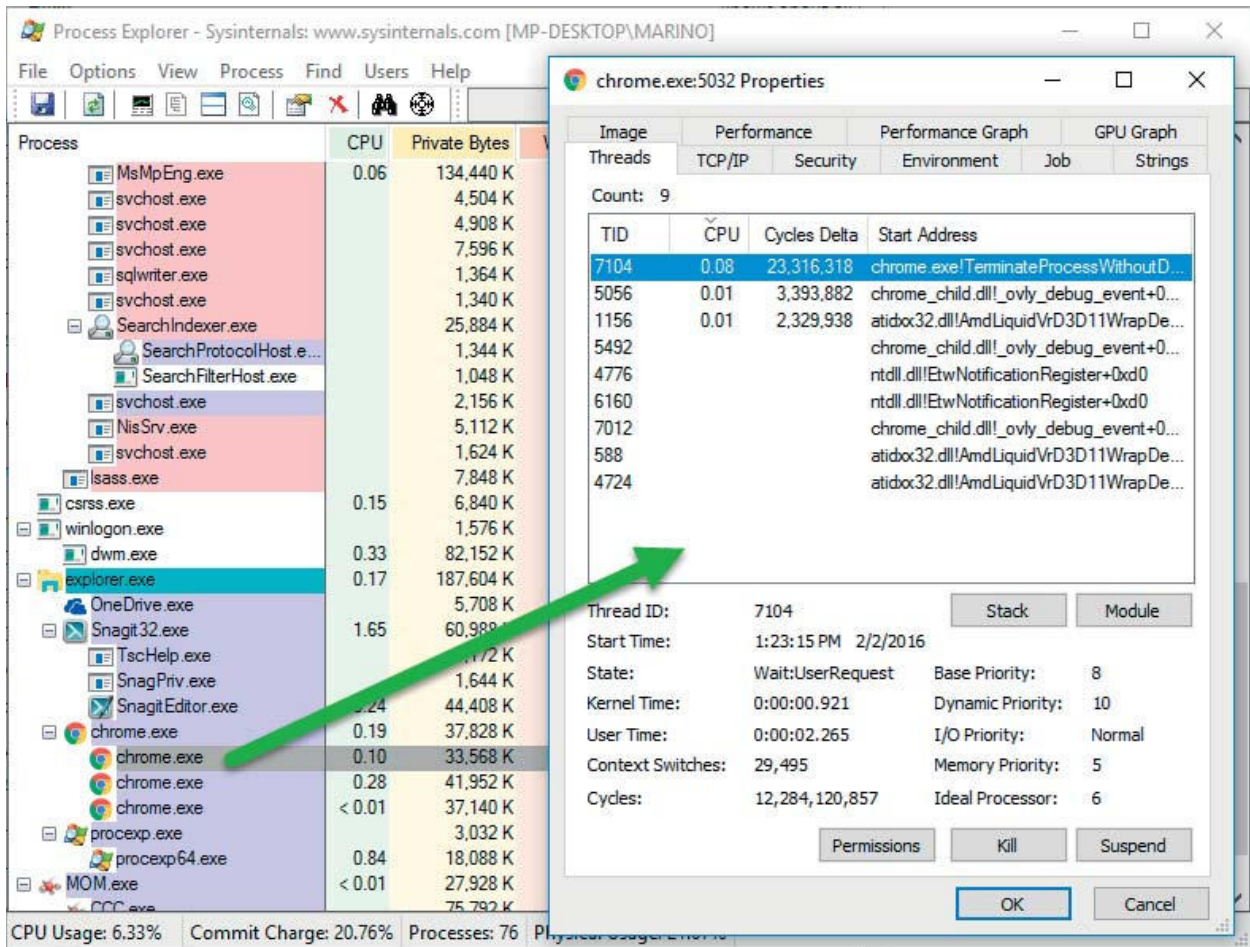 Process Explorer - Sysinternals: www.sysinternals.com [MP-DESKTOP\MARINO]
File Options View Process Find Users Help
Process CPU Private Bytes
MsMpEng.exe 0.06 134,440 K
svchost.exe 4,504 K
svchost.exe 4,908 K
svchost.exe 7,596 K
sqlwriter.exe 1,364 K
svchost.exe 1,340 K
SearchIndexer.exe 25,884 K
SearchProtocolHost.e... 1,344 K
SearchFilterHost.exe 1,048 K
svchost.exe 2,156 K
NisSrv.exe 5,112 K
svchost.exe 1,624 K
lsass.exe 7,848 K
csrss.exe 0.15 6,840 K
winlogon.exe 1,576 K
dwm.exe 0.33 82,152 K
explorer.exe 0.17 187,604 K
OneDrive.exe 5,708 K
Snagit32.exe 1.65 60,988 K
TscHelp.exe
SnagPriv.exe 1,644 K
SnagitEditor.exe 44,408 K
chrome.exe 0.19 37,828 K
chrome.exe 0.10 33,568 K
chrome.exe 0.28 41,952 K
chrome.exe < 0.01 37,140 K
procexp.exe 3,032 K
procexp64.exe 0.84 18,088 K
MOM.exe < 0.01 27,928 K
CCC.exe 75,792 K
CPU Usage: 6.33% Commit Charge: 20.76% Processes: 76
chrome.exe:5032 Properties
Image Performance Performance Graph GPU Graph
Threads TCP/IP Security Environment Job Strings
Count: 9
TID CPU Cycles Delta Start Address
7104 0.08 23,316,318 chrome.exe!TerminateProcessWithoutD...
5056 0.01 3,393,882 chrome_child.dll!_ovly_debug_event+0...
1156 0.01 2,329,938 atidxx32.dll!AmdLiquidVrD3D11WrapDe...
5492 chrome_child.dll!_ovly_debug_event+0...
4776 ntdll.dll!EtwNotificationRegister+0xd0
6160 ntdll.dll!EtwNotificationRegister+0xd0
7012 chrome_child.dll!_ovly_debug_event+0...
588 atidxx32.dll!AmdLiquidVrD3D11WrapDe...
4724 atidxx32.dll!AmdLiquidVrD3D11WrapDe...
Thread ID: 7104 Stack Module
Start Time: 1:23:15 PM 2/2/2016
State: Wait:UserRequest Base Priority: 8
Kernel Time: 0:00:00.921 Dynamic Priority: 10
User Time: 0:00:02.265 I/O Priority: Normal
Context Switches: 29,495 Memory Priority: 5
Cycles: 12,284,120,857 Ideal Processor: 6
Permissions Kill Suspend
OK Cancel